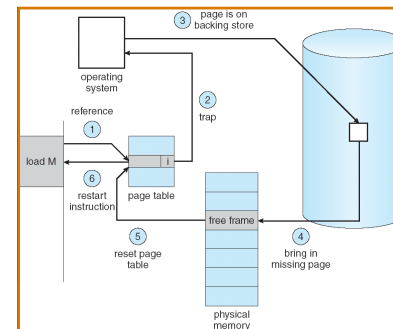 3
page is on
backing store
operating
system
2
trap
reference
1
load M
i
6
restart
instruction
page table
free frame
5
reset page
table
4
bring in
missing page
physical
memory